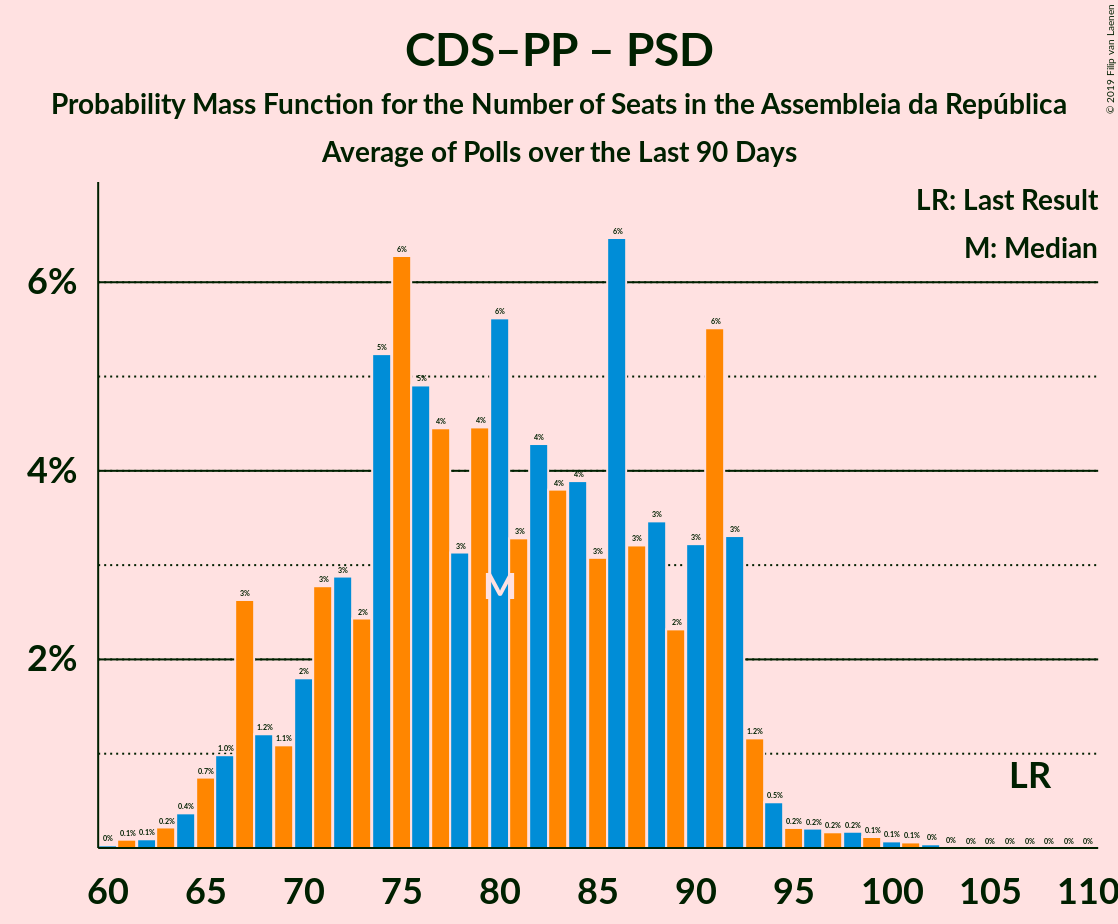 CDS–PP – PSD
Probability Mass Function for the Number of Seats in the Assembleia da República
Average of Polls over the Last 90 Days
© 2019 Filip van Laenen
LR: Last Result
M: Median
6%
4%
2%
0% 0.1% 0.1% 0.2% 0.4% 0.7% 1.0% 3% 1.2% 1.1% 2% 3% 3% 2% 5% 6% 5% 4% 3% 4% 6% 3% 4% 4% 4% 3% 6% 3% 3% 2% 3% 6% 3% 1.2% 0.5% 0.2% 0.2% 0.2% 0.2% 0.1% 0.1% 0.1% 0% 0% 0% 0% 0% 0% 0% 0% 0%
M
LR
60 65 70 75 80 85 90 95 100 105 110